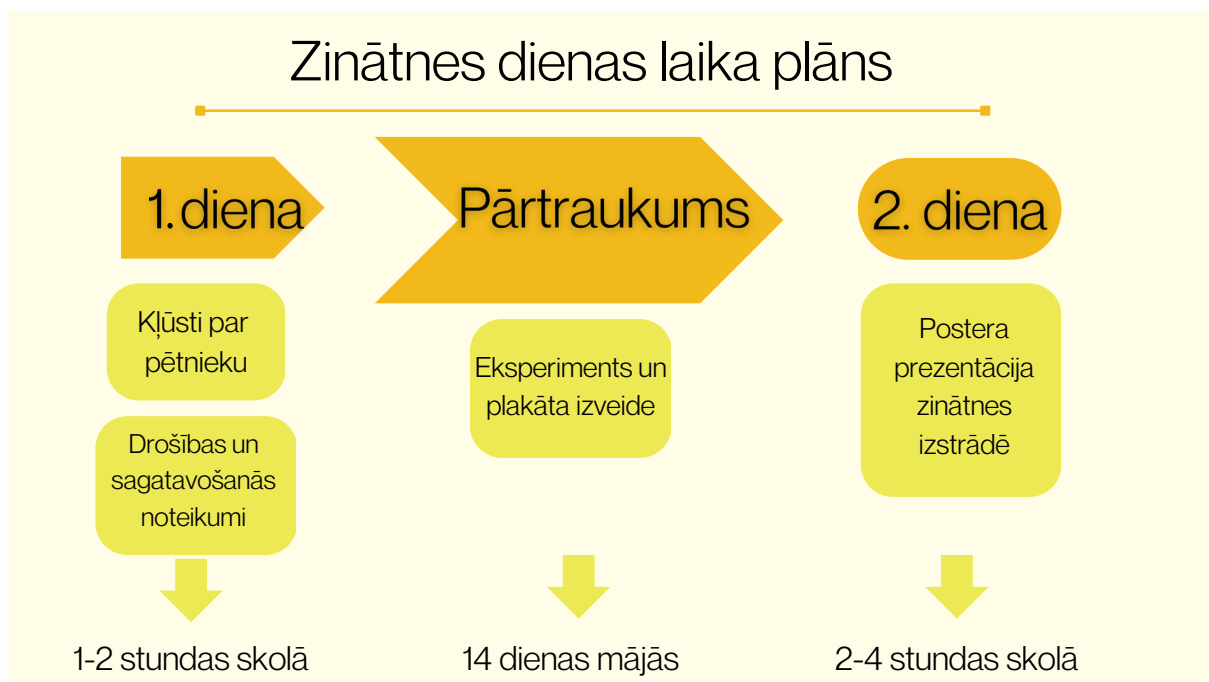 Zinātnes dienas laika plāns
1. diena
Pārtraukums
2. diena
Kļūsti par
pētnieku
Drošības un
sagatavošanās
noteikumi
Eksperiments un
plakāta izveide
Postera
prezentācija
zinātnes
izstrādē
1-2 stundas skolā
14 dienas mājās
2-4 stundas skolā